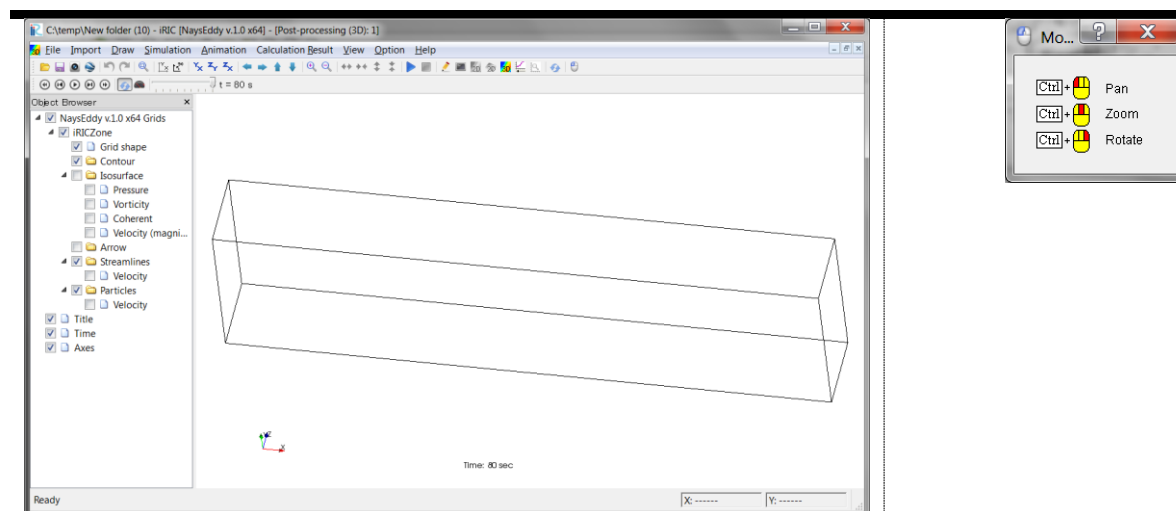 C:\temp\New folder (10) - iRIC [NaysEddy v.1.0 x64] - [Post-processing (3D): 1]
File Import Draw Simulation Animation Calculation Result View Option Help
t = 80 s
Object Browser
NaysEddy v.1.0 x64 Grids
iRICZone
Grid shape
Contour
Isosurface
Pressure
Vorticity
Coherent
Velocity (magni...
Arrow
Streamlines
Velocity
Particles
Velocity
Title
Time
Axes
Time: 80 sec
Ready
X: ------
Y: ------
Mo...
Ctrl + Pan
Ctrl + Zoom
Ctrl + Rotate